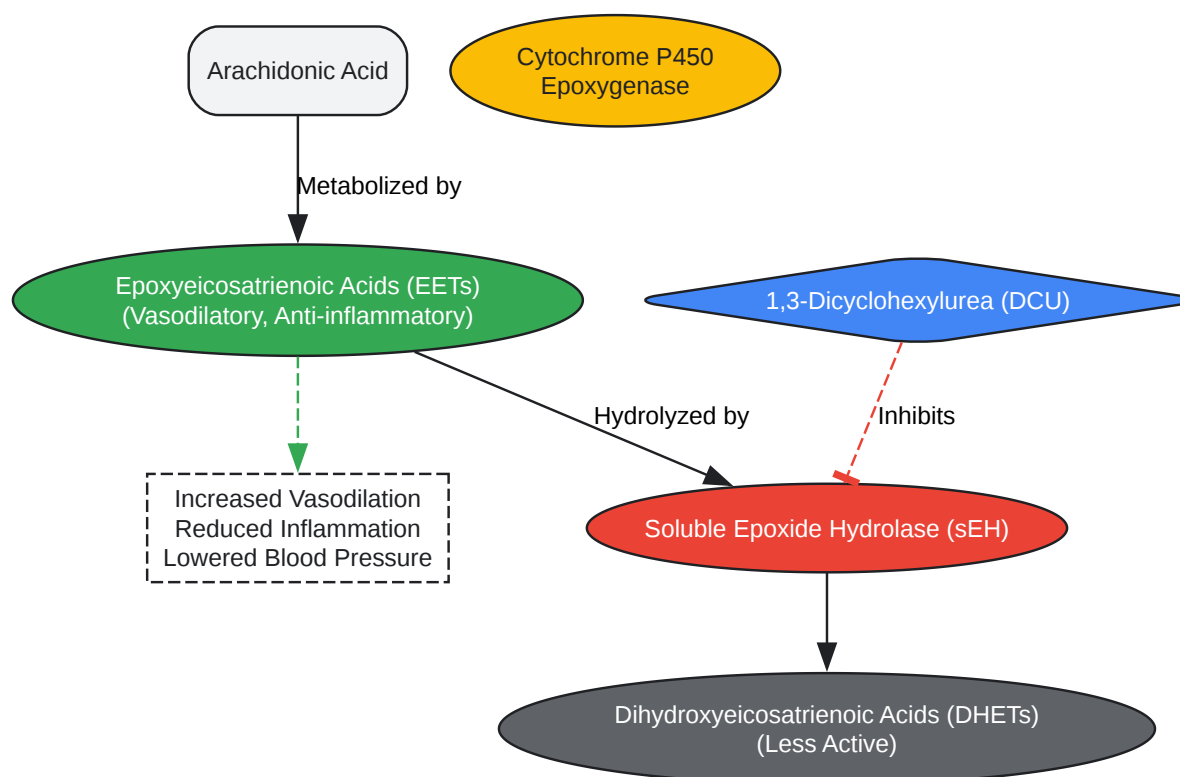 Arachidonic Acid
Cytochrome P450
Epoxygenase
Metabolized by
Epoxyeicosatrienoic Acids (EETs)
(Vasodilatory, Anti-inflammatory)
1,3-Dicyclohexylurea (DCU)
Hydrolyzed by
Inhibits
Increased Vasodilation
Reduced Inflammation
Lowered Blood Pressure
Soluble Epoxide Hydrolase (sEH)
Dihydroxyeicosatrienoic Acids (DHETs)
(Less Active)